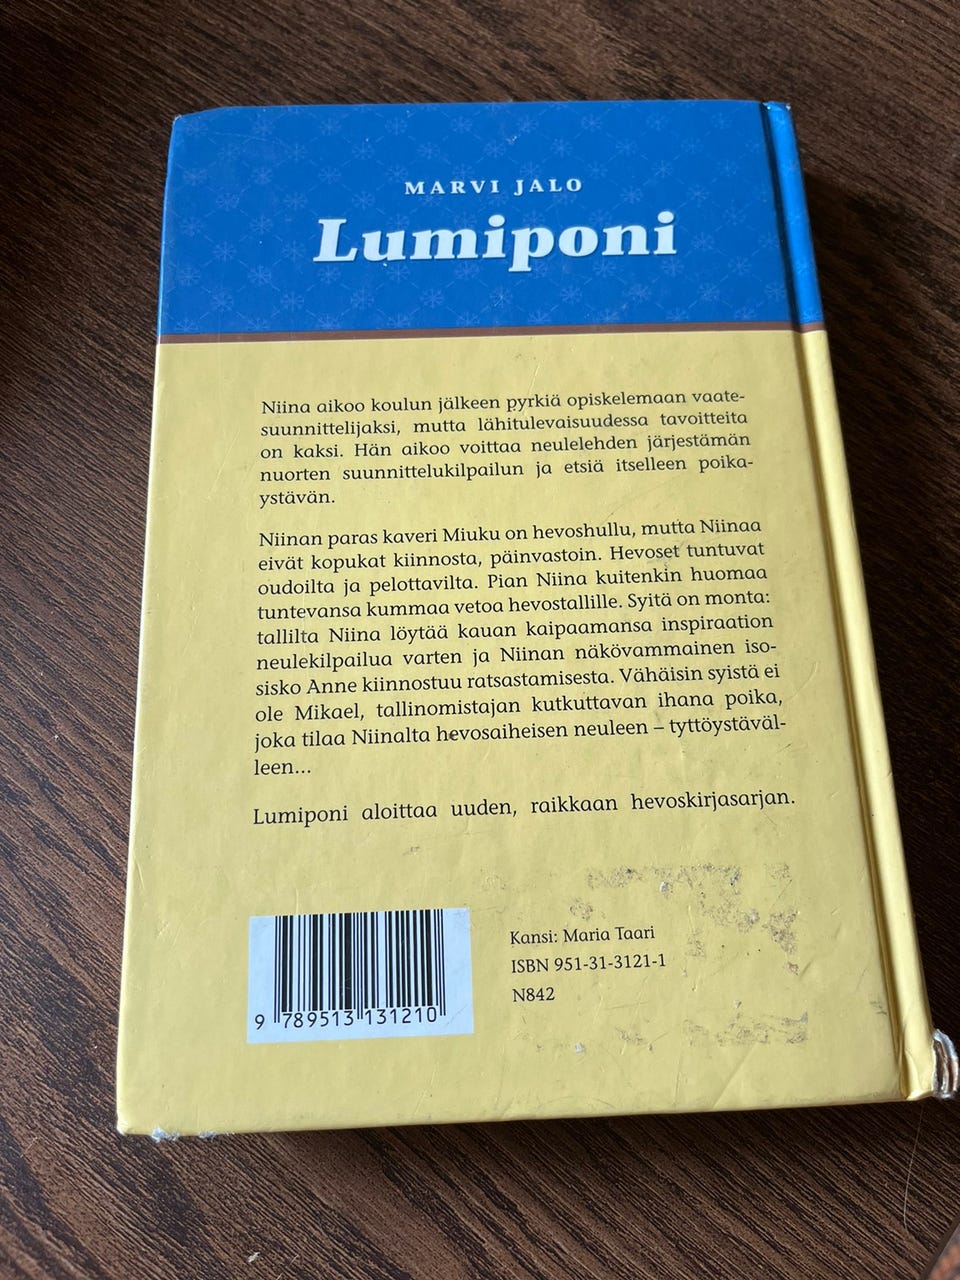 MARVI JALO
Lumiponi
Niina aikoo koulun jälkeen pyrkiä opiskelemaan vaate-
suunnittelijaksi, mutta lähitulevaisuudessa tavoitteita
on kaksi. Hän aikoo voittaa neulelehden järjestämän
nuorten suunnittelukilpailun ja etsiä itselleen poika-
ystävän.
Niinan paras kaveri Miuku on hevoshullu, mutta Niinaa
eivät kopukat kiinnosta, päinvastoin. Hevoset tuntuvat
oudoilta ja pelottavilta. Pian Niina kuitenkin huomaa
tuntevansa kummaa vetoa hevostallille. Syitä on monta:
tallilta Niina löytää kauan kaipaamansa inspiraation
neulekilpailua varten ja Niinan näkövammainen iso-
sisko Anne kiinnostuu ratsastamisesta. Vähäisin syistä ei
ole Mikael, tallinomistajan kutkuttavan ihana poika,
joka tilaa Niinalta hevosaiheisen neuleen – tyttöystäväl-
leen...
Lumiponi aloittaa uuden, raikkaan hevoskirjasarjan.
Kansi: Maria Taari
ISBN 951-31-3121-1
N842
9 789513 131210